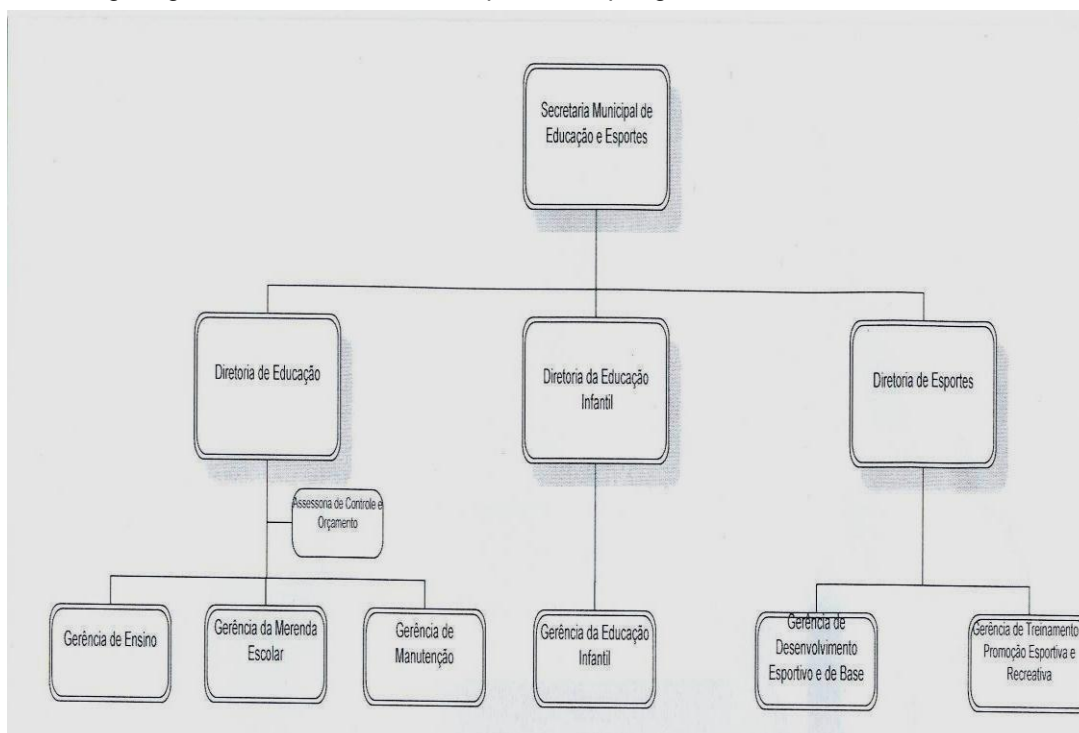 Secretaria Municipal de
Educação e Esportes
Diretoria de Educação
Diretoria da Educação
Infantil
Diretoria de Esportes
Assessoria de Controle e
Orçamento
Gerência de Ensino
Gerência da Merenda
Escolar
Gerência de
Manutenção
Gerência da Educação
Infantil
Gerência de
Desenvolvimento
Esportivo e de Base
Gerência de Treinamento
Promoção Esportiva e
Recreativa